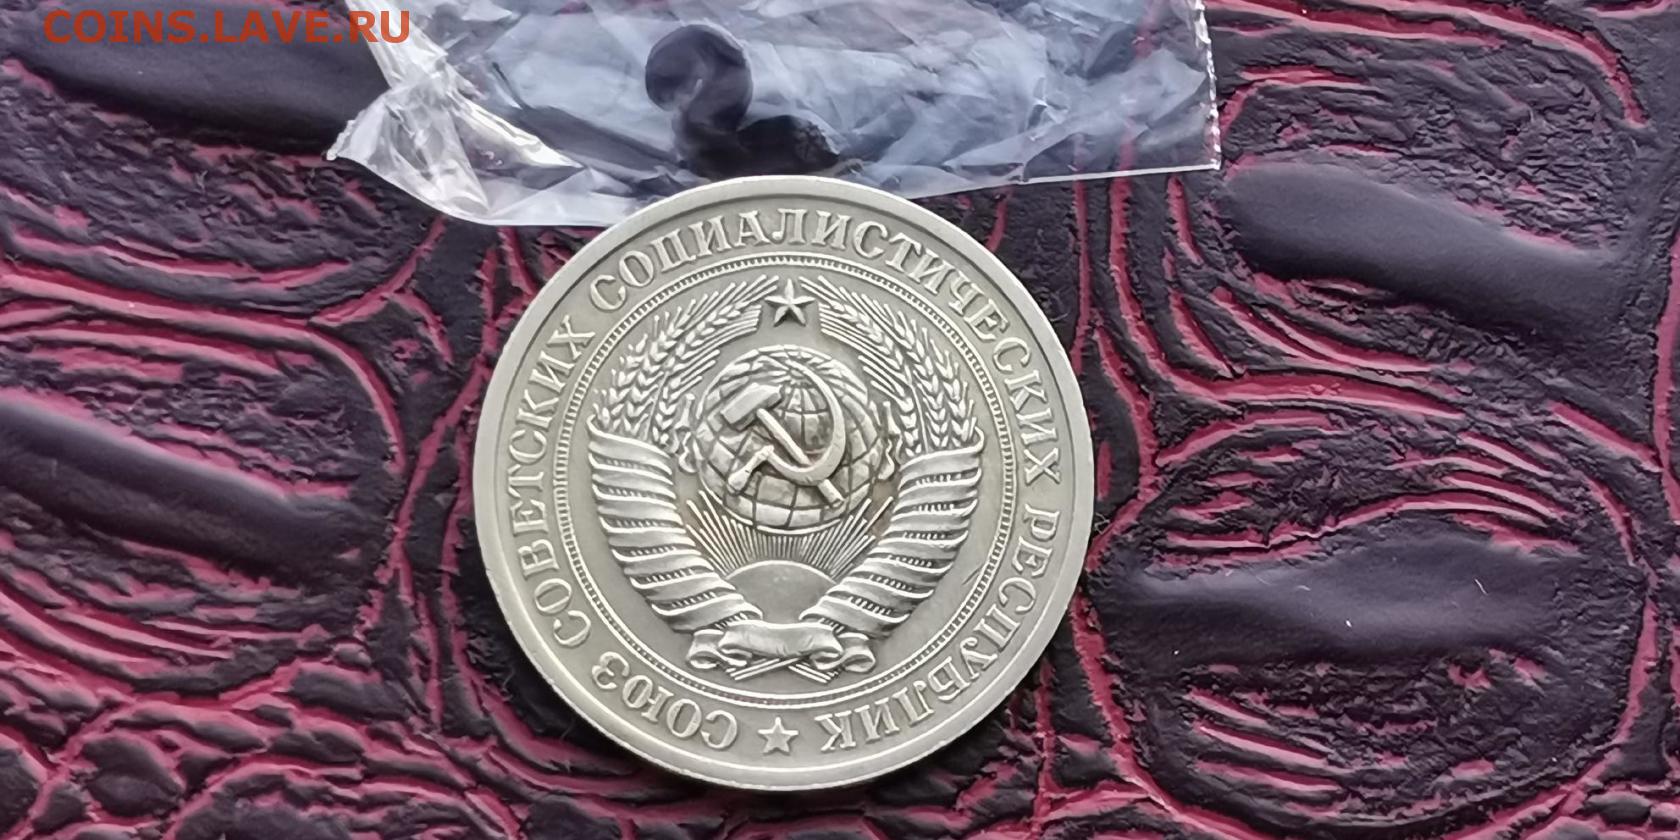 COINS.LAVE.RU
СОЮЗ СОВЕТСКИХ СОЦИАЛИСТИЧЕСКИХ РЕСПУБЛИК